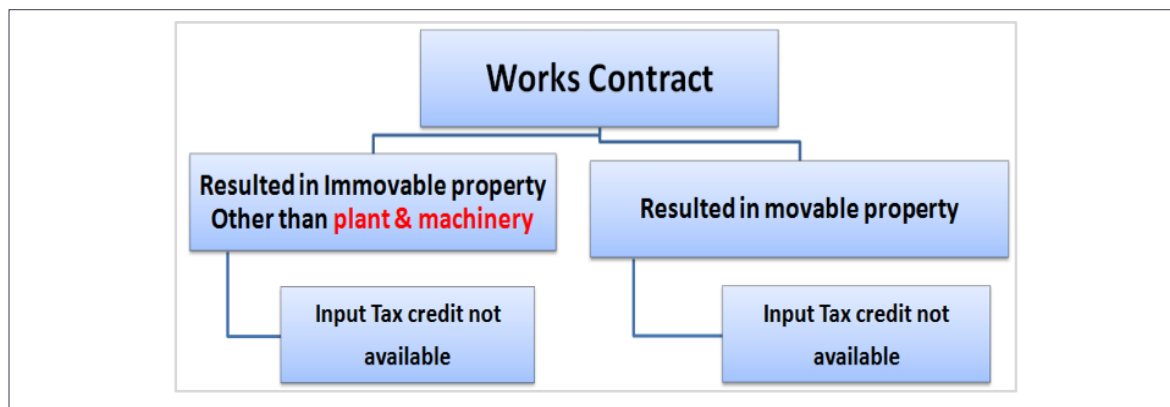 Works Contract
Resulted in Immovable property
Other than plant & machinery
Resulted in movable property
Input Tax credit not
available
Input Tax credit not
available